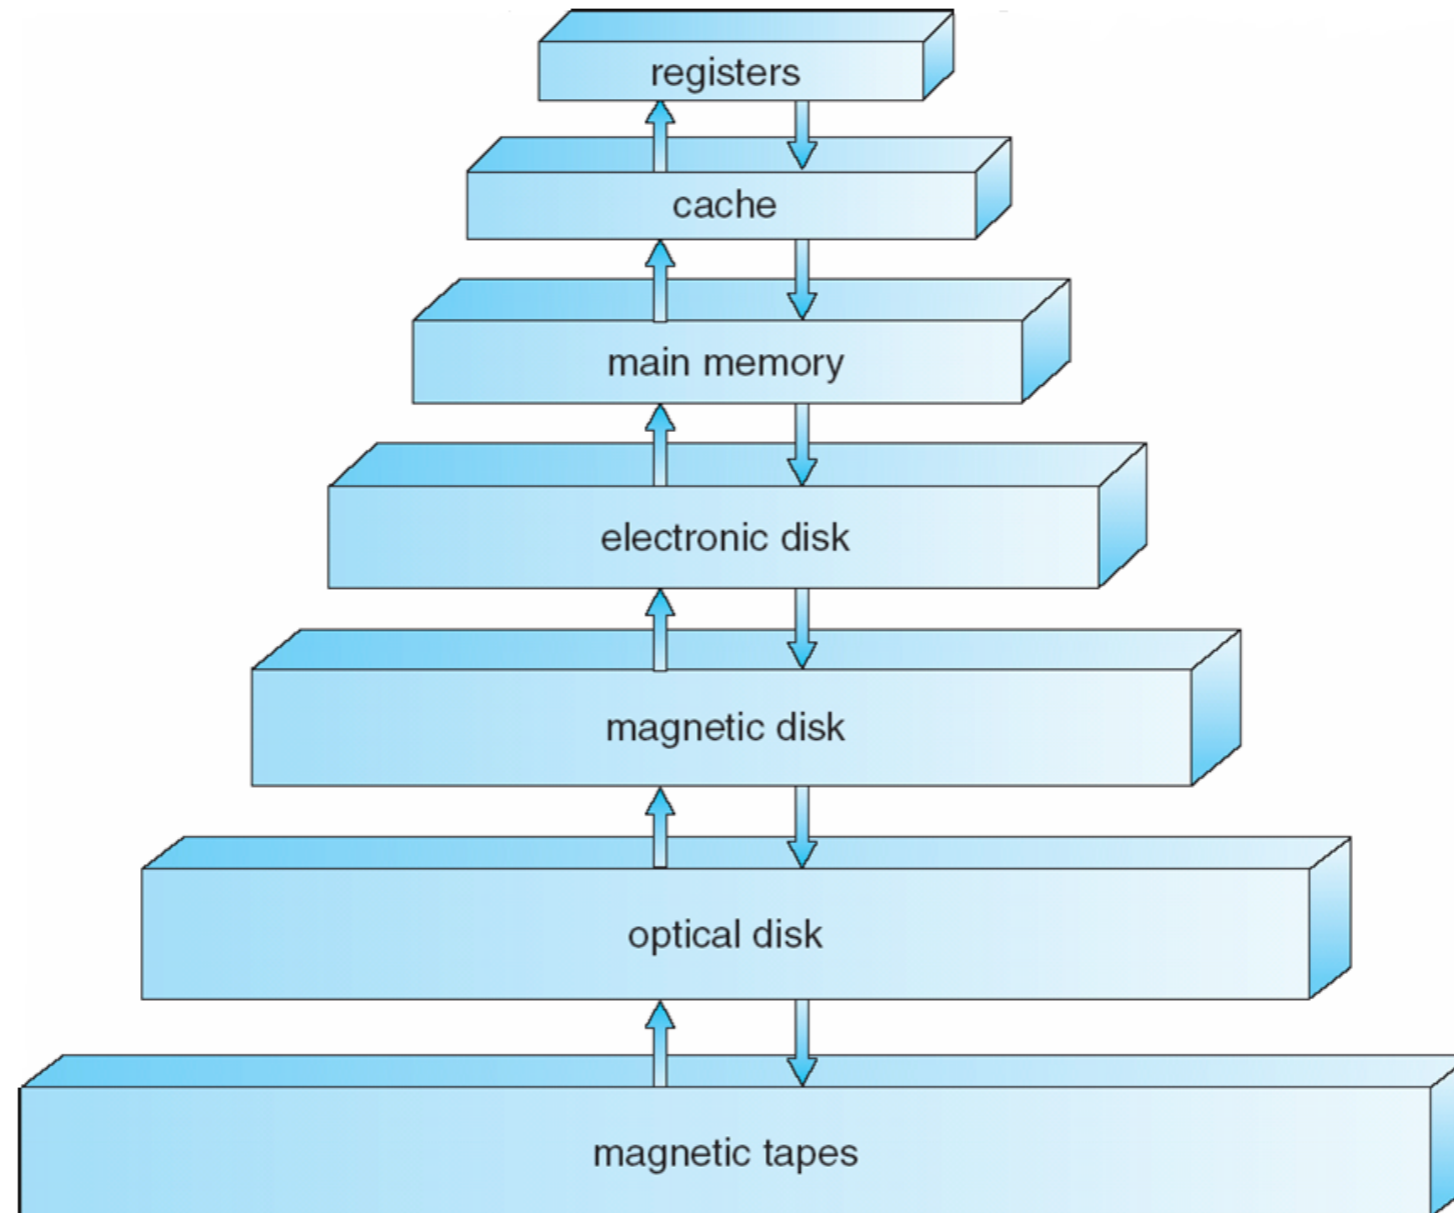 registers
cache
main memory
electronic disk
magnetic disk
optical disk
magnetic tapes